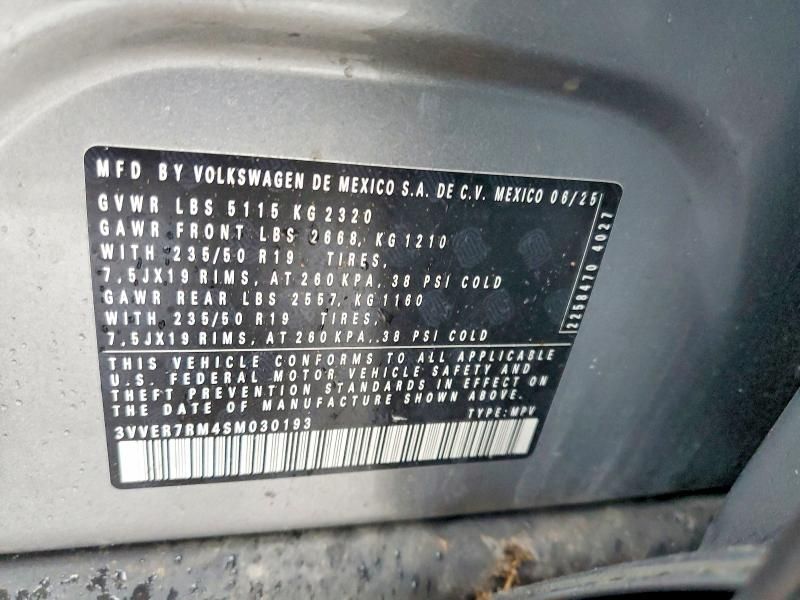 MFD BY VOLKSWAGEN DE MEXICO S.A. DE C.V. MEXICO 06/25
GVWR LBS 5115 KG 2320
GAWR FRONT LBS 2668, KG 1210
WITH 235/50 R19 TIRES,
7,5JX19 RIMS, AT 260 KPA, 38 PSI COLD
GAWR REAR LBS 2557, KG 1160
WITH 235/50 R19 TIRES,
7,5JX19 RIMS, AT 260 KPA,.38 PSI COLD
2258470 4027
THIS VEHICLE CONFORMS TO ALL APPLICABLE
U.S. FEDERAL MOTOR VEHICLE SAFETY AND
THEFT PREVENTION STANDARDS IN EFFECT ON
THE DATE OF MANUFACTURE SHOWN ABOVE.
TYPE: MPV
3VVER7RM4SM030193